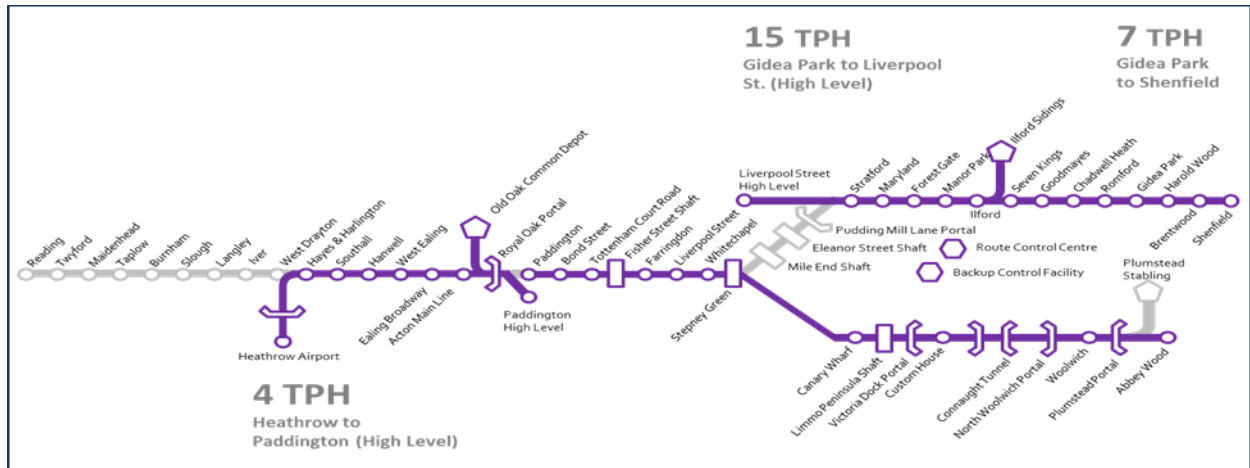 15 TPH
Gidea Park to Liverpool
St. (High Level)
7 TPH
Gidea Park
to Shenfield
Reading
Twyford
Maidenhead
Taplow
Burnham
Slough
Langley
Iver
West Drayton
Hayes & Harlington
Southall
Hanwell
West Ealing
Ealing Broadway
Acton Main Line
Old Oak Common Depot
Royal Oak Portal
Paddington
Bond Street
Tottenham Court Road
Fisher Street Shaft
Farringdon
Liverpool Street
Whitechapel
Stepney Green
Liverpool Street
High Level
Stratford
Maryland
Forest Gate
Manor Park
Ilford
Ilford Sidings
Seven Kings
Goodmayes
Chadwell Heath
Romford
Gidea Park
Harold Wood
Brentwood
Shenfield
Pudding Mill Lane Portal
Eleanor Street Shaft
Mile End Shaft
Route Control Centre
Backup Control Facility
Plumstead
Stabling
Paddington
High Level
Heathrow Airport
Canary Wharf
Limmo Peninsula Shaft
Victoria Dock Portal
Custom House
Connaught Tunnel
North Woolwich Portal
Woolwich
Plumstead Portal
Abbey Wood
4 TPH
Heathrow to
Paddington (High Level)